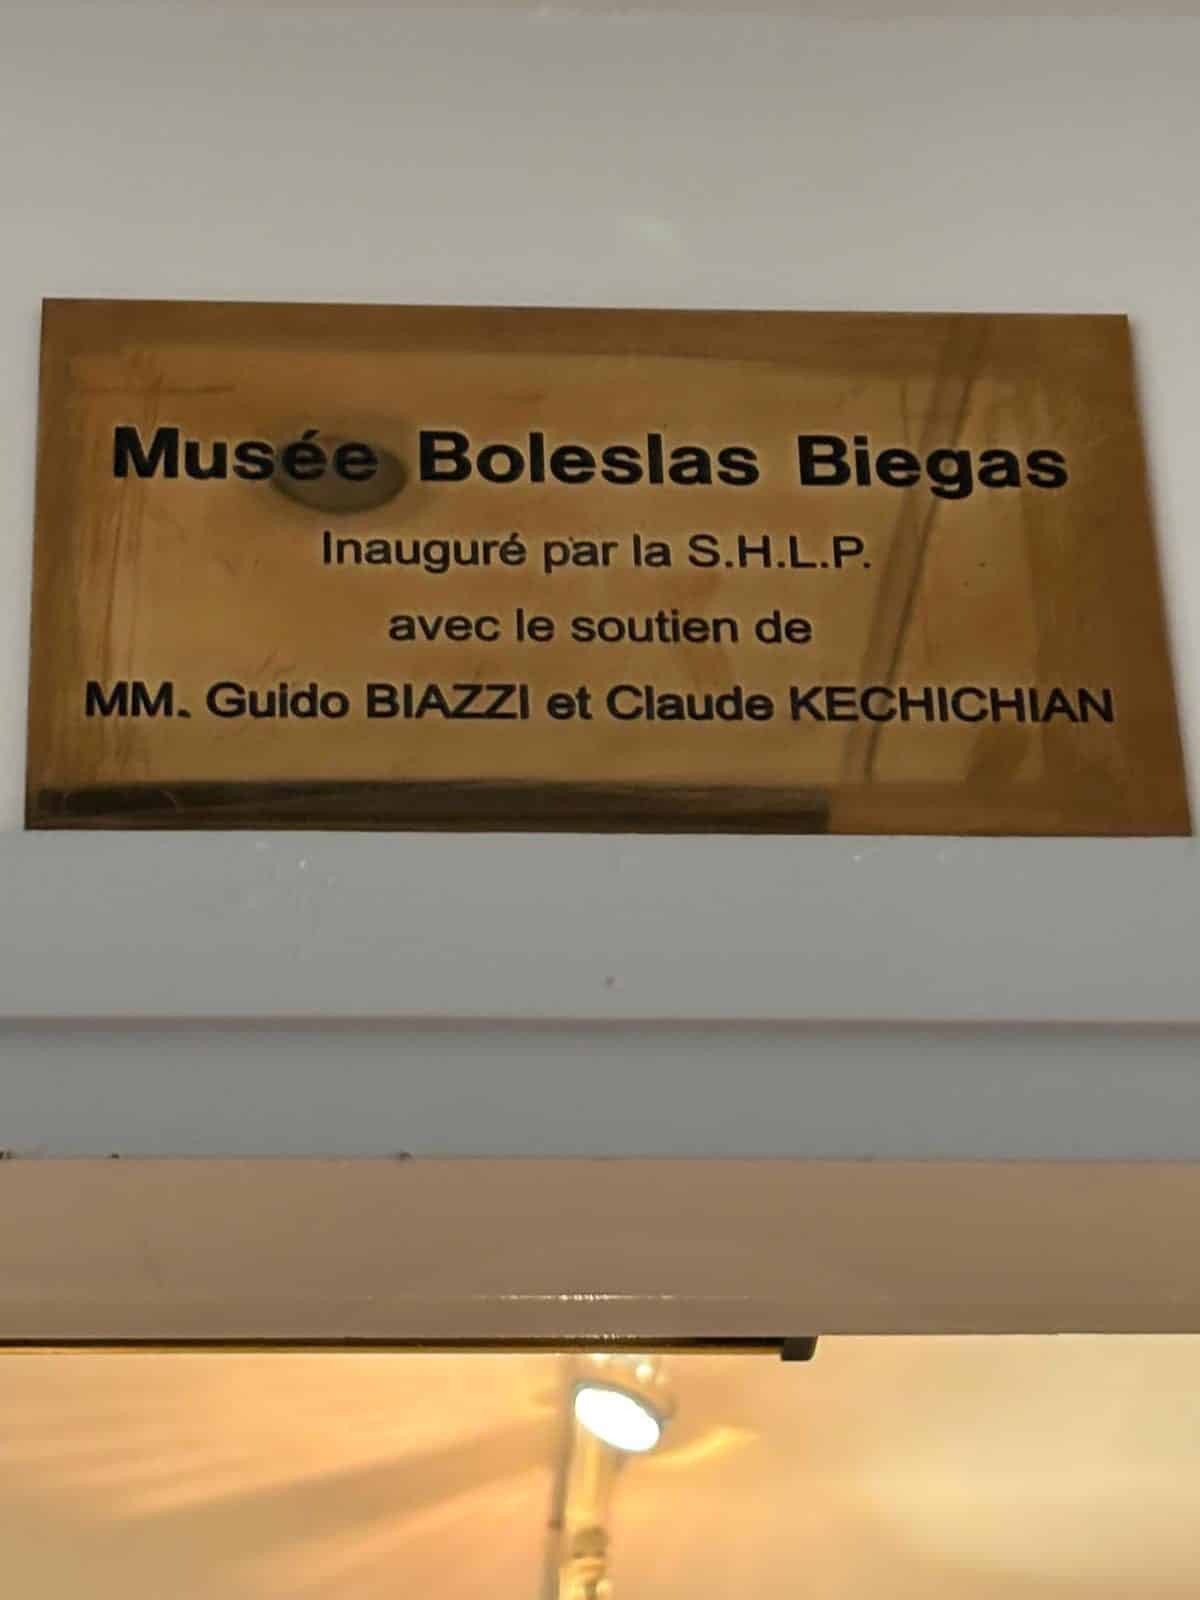 Musée Boleslas Biegas
Inauguré par la S.H.L.P.
avec le soutien de
MM. Guido BIAZZI et Claude KECHICHIAN